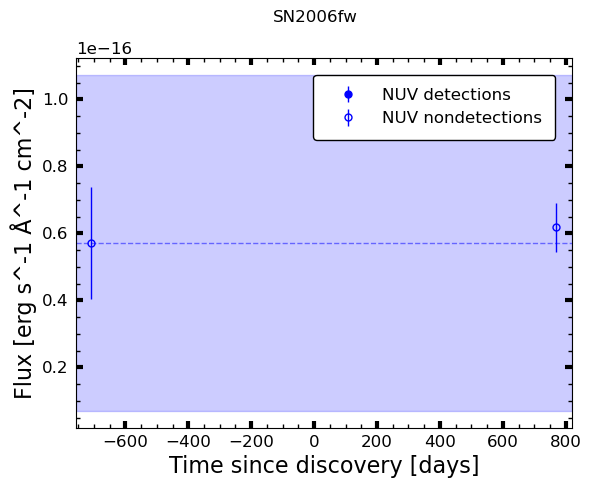 SN2006fw
1e−16
NUV detections
NUV nondetections
1.0
0.8
0.6
0.4
0.2
Flux [erg s^-1 Å^-1 cm^-2]
−600 −400 −200 0 200 400 600 800
Time since discovery [days]